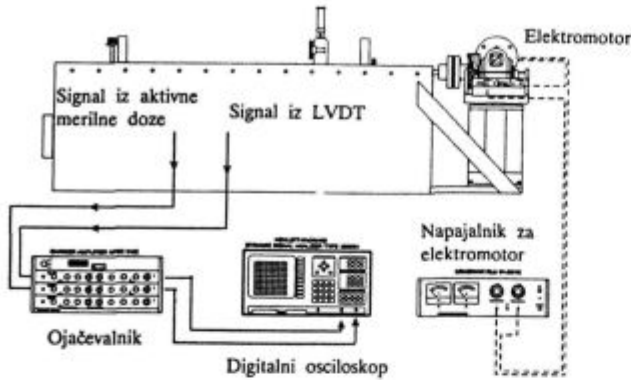 Elektromotor
Signal iz aktivne
merilne doze
Signal iz LVDT
Napajalnik za
elektromotor
Ojačevalnik
Digitalni osciloskop